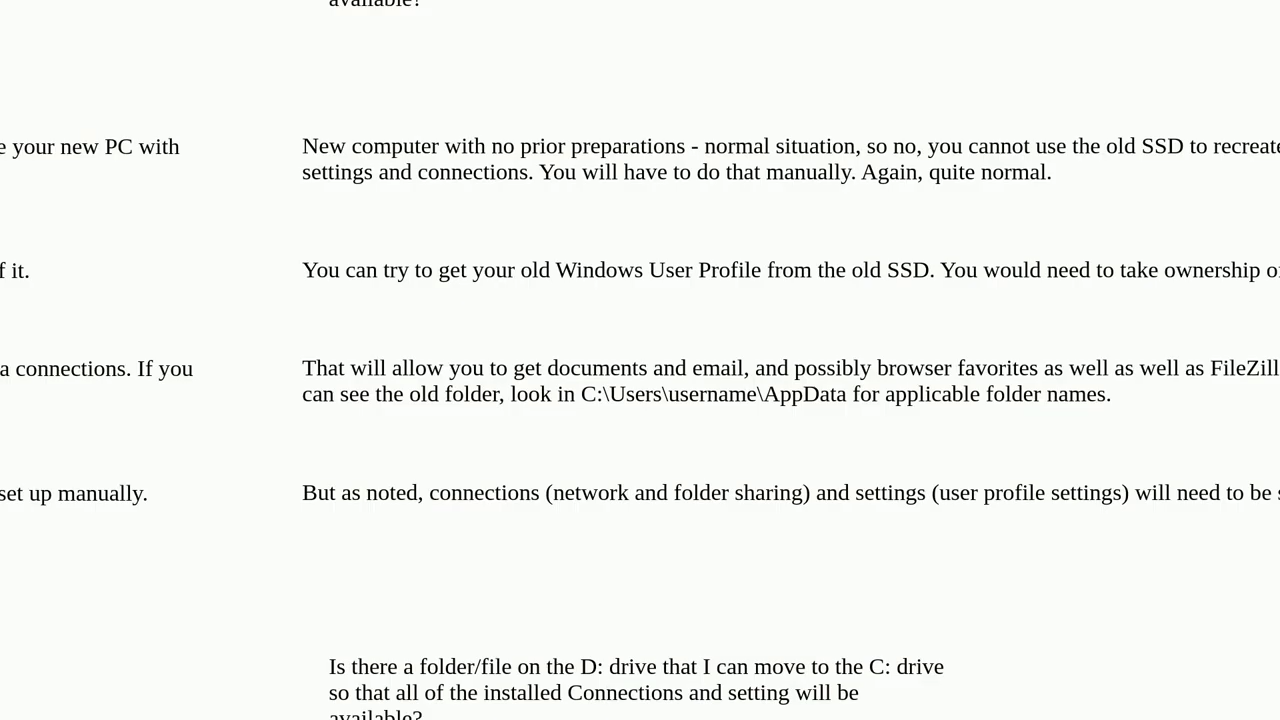 available?
e your new PC with
New computer with no prior preparations - normal situation, so no, you cannot use the old SSD to recreate
settings and connections. You will have to do that manually. Again, quite normal.
f it.
You can try to get your old Windows User Profile from the old SSD. You would need to take ownership of
a connections. If you
That will allow you to get documents and email, and possibly browser favorites as well as well as FileZill
can see the old folder, look in C:\Users\username\AppData for applicable folder names.
set up manually.
But as noted, connections (network and folder sharing) and settings (user profile settings) will need to be s
Is there a folder/file on the D: drive that I can move to the C: drive
so that all of the installed Connections and setting will be
available?